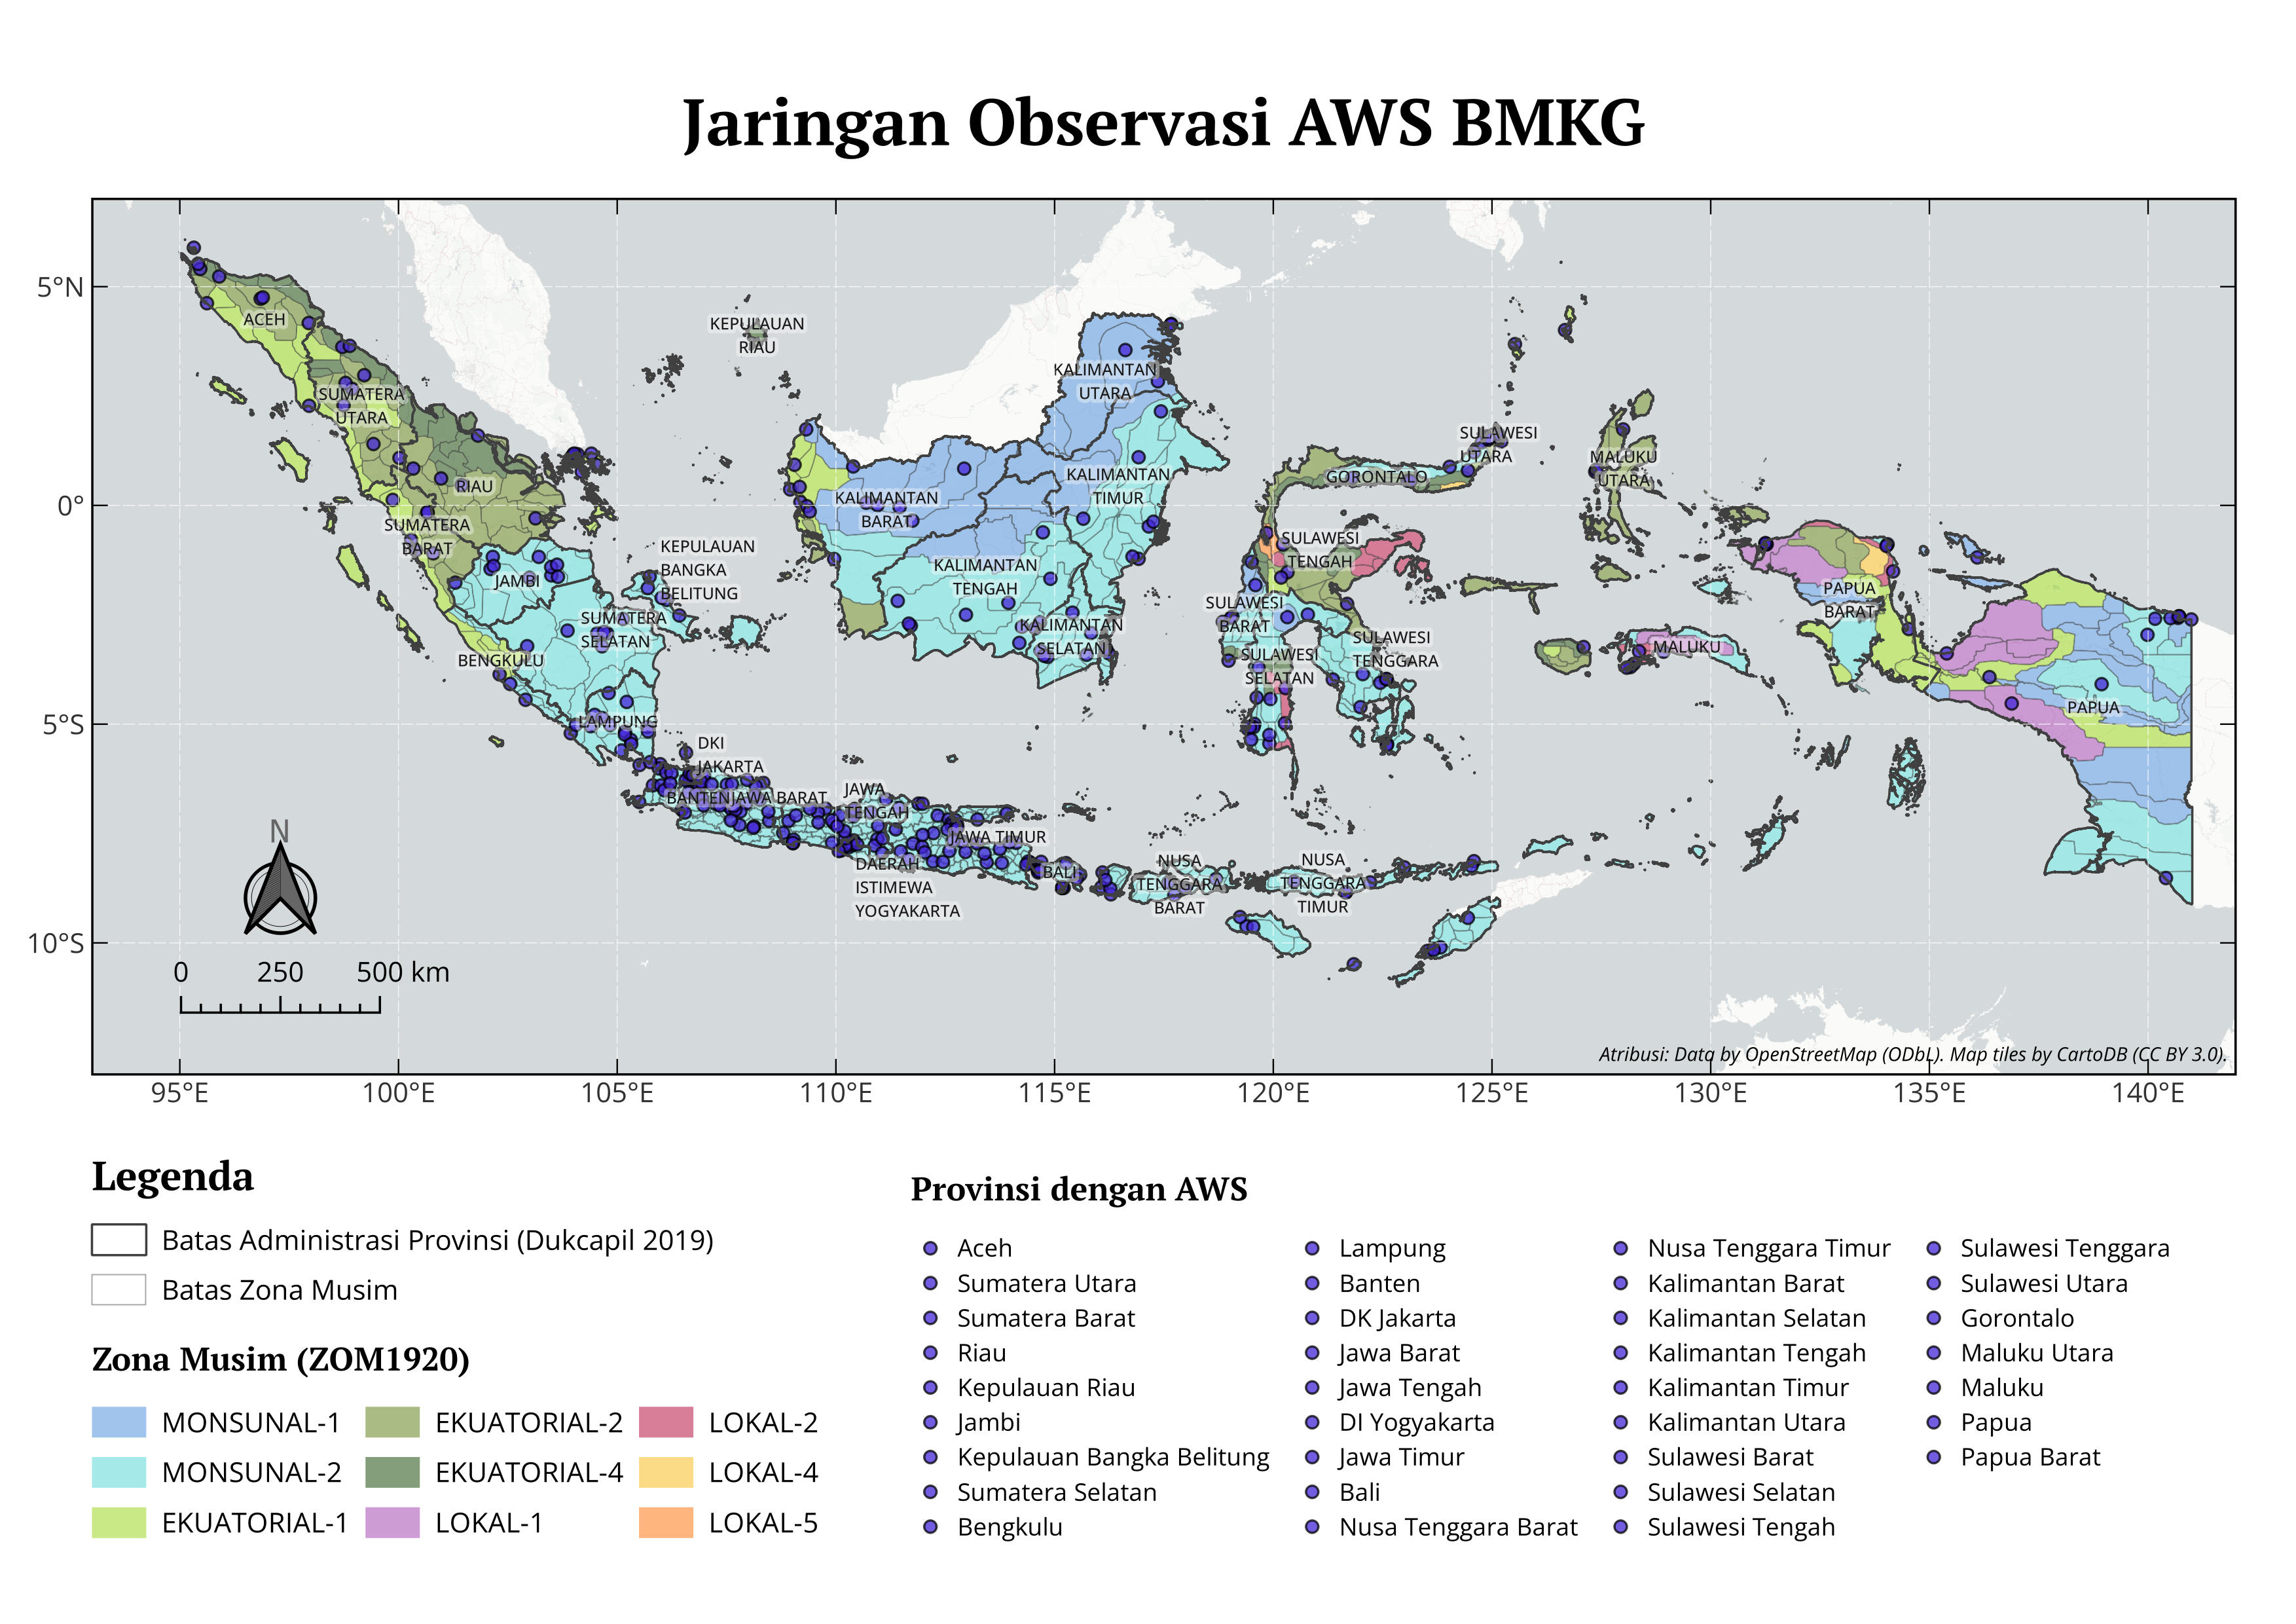 Jaringan Observasi AWS BMKG
5°N
0°
5°S
10°S
ACEH
SUMATERA
UTARA
RIAU
SUMATERA
BARAT
KEPULAUAN
RIAU
JAMBI
KEPULAUAN
BANGKA
BELITUNG
SUMATERA
SELATAN
BENGKULU
LAMPUNG
DKI
JAKARTA
BANTEN
JAWA BARAT
JAWA
TENGAH
DAERAH
ISTIMEWA
YOGYAKARTA
JAWA TIMUR
BALI
NUSA
TENGGARA
BARAT
NUSA
TENGGARA
TIMUR
KALIMANTAN
UTARA
KALIMANTAN
TIMUR
KALIMANTAN
BARAT
KALIMANTAN
TENGAH
KALIMANTAN
SELATAN
SULAWESI
UTARA
GORONTALO
SULAWESI
TENGAH
SULAWESI
BARAT
SULAWESI
SELATAN
SULAWESI
TENGGARA
MALUKU
UTARA
MALUKU
PAPUA
BARAT
PAPUA
N
0 250 500 km
Atribusi: Data by OpenStreetMap (ODbL). Map tiles by CartoDB (CC BY 3.0).
95°E 100°E 105°E 110°E 115°E 120°E 125°E 130°E 135°E 140°E
Legenda
Batas Administrasi Provinsi (Dukcapil 2019)
Batas Zona Musim
Zona Musim (ZOM1920)
MONSUNAL-1
MONSUNAL-2
EKUATORIAL-1
EKUATORIAL-2
EKUATORIAL-4
LOKAL-1
LOKAL-2
LOKAL-4
LOKAL-5
Provinsi dengan AWS
Aceh
Sumatera Utara
Sumatera Barat
Riau
Kepulauan Riau
Jambi
Kepulauan Bangka Belitung
Sumatera Selatan
Bengkulu
Lampung
Banten
DK Jakarta
Jawa Barat
Jawa Tengah
DI Yogyakarta
Jawa Timur
Bali
Nusa Tenggara Barat
Nusa Tenggara Timur
Kalimantan Barat
Kalimantan Selatan
Kalimantan Tengah
Kalimantan Timur
Kalimantan Utara
Sulawesi Barat
Sulawesi Selatan
Sulawesi Tengah
Sulawesi Tenggara
Sulawesi Utara
Gorontalo
Maluku Utara
Maluku
Papua
Papua Barat